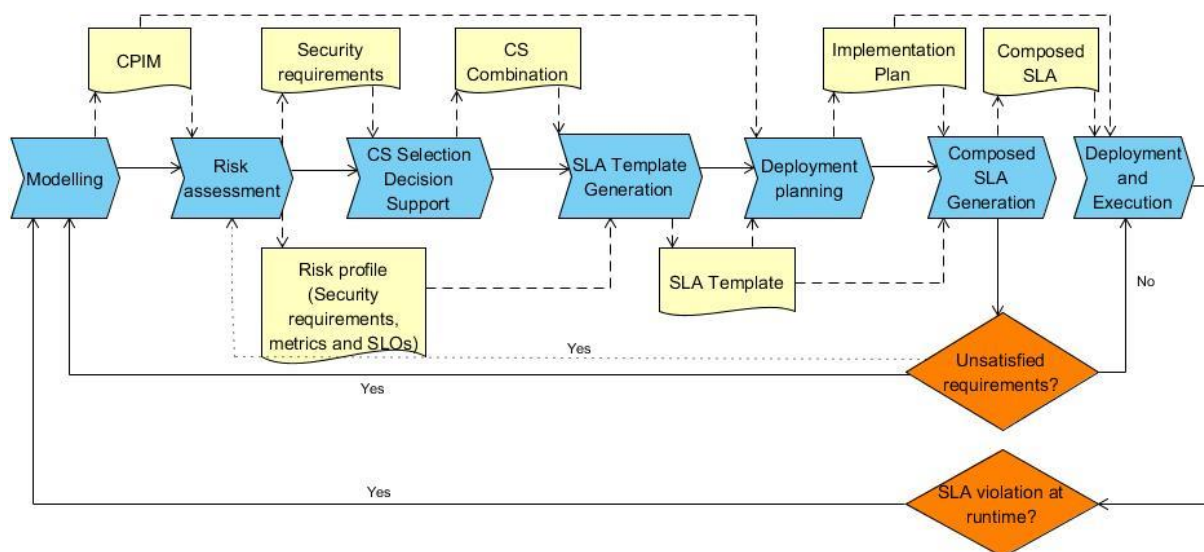 CPIM
Security
requirements
CS
Combination
Implementation
Plan
Composed
SLA
Modelling
Risk
assessment
CS Selection
Decision
Support
SLA Template
Generation
Deployment
planning
Composed
SLA
Generation
Deployment
and
Execution
Risk profile
(Security
requirements,
metrics and SLOs)
SLA Template
No
Yes
Unsatisfied
requirements?
Yes
Yes
SLA violation at
runtime?